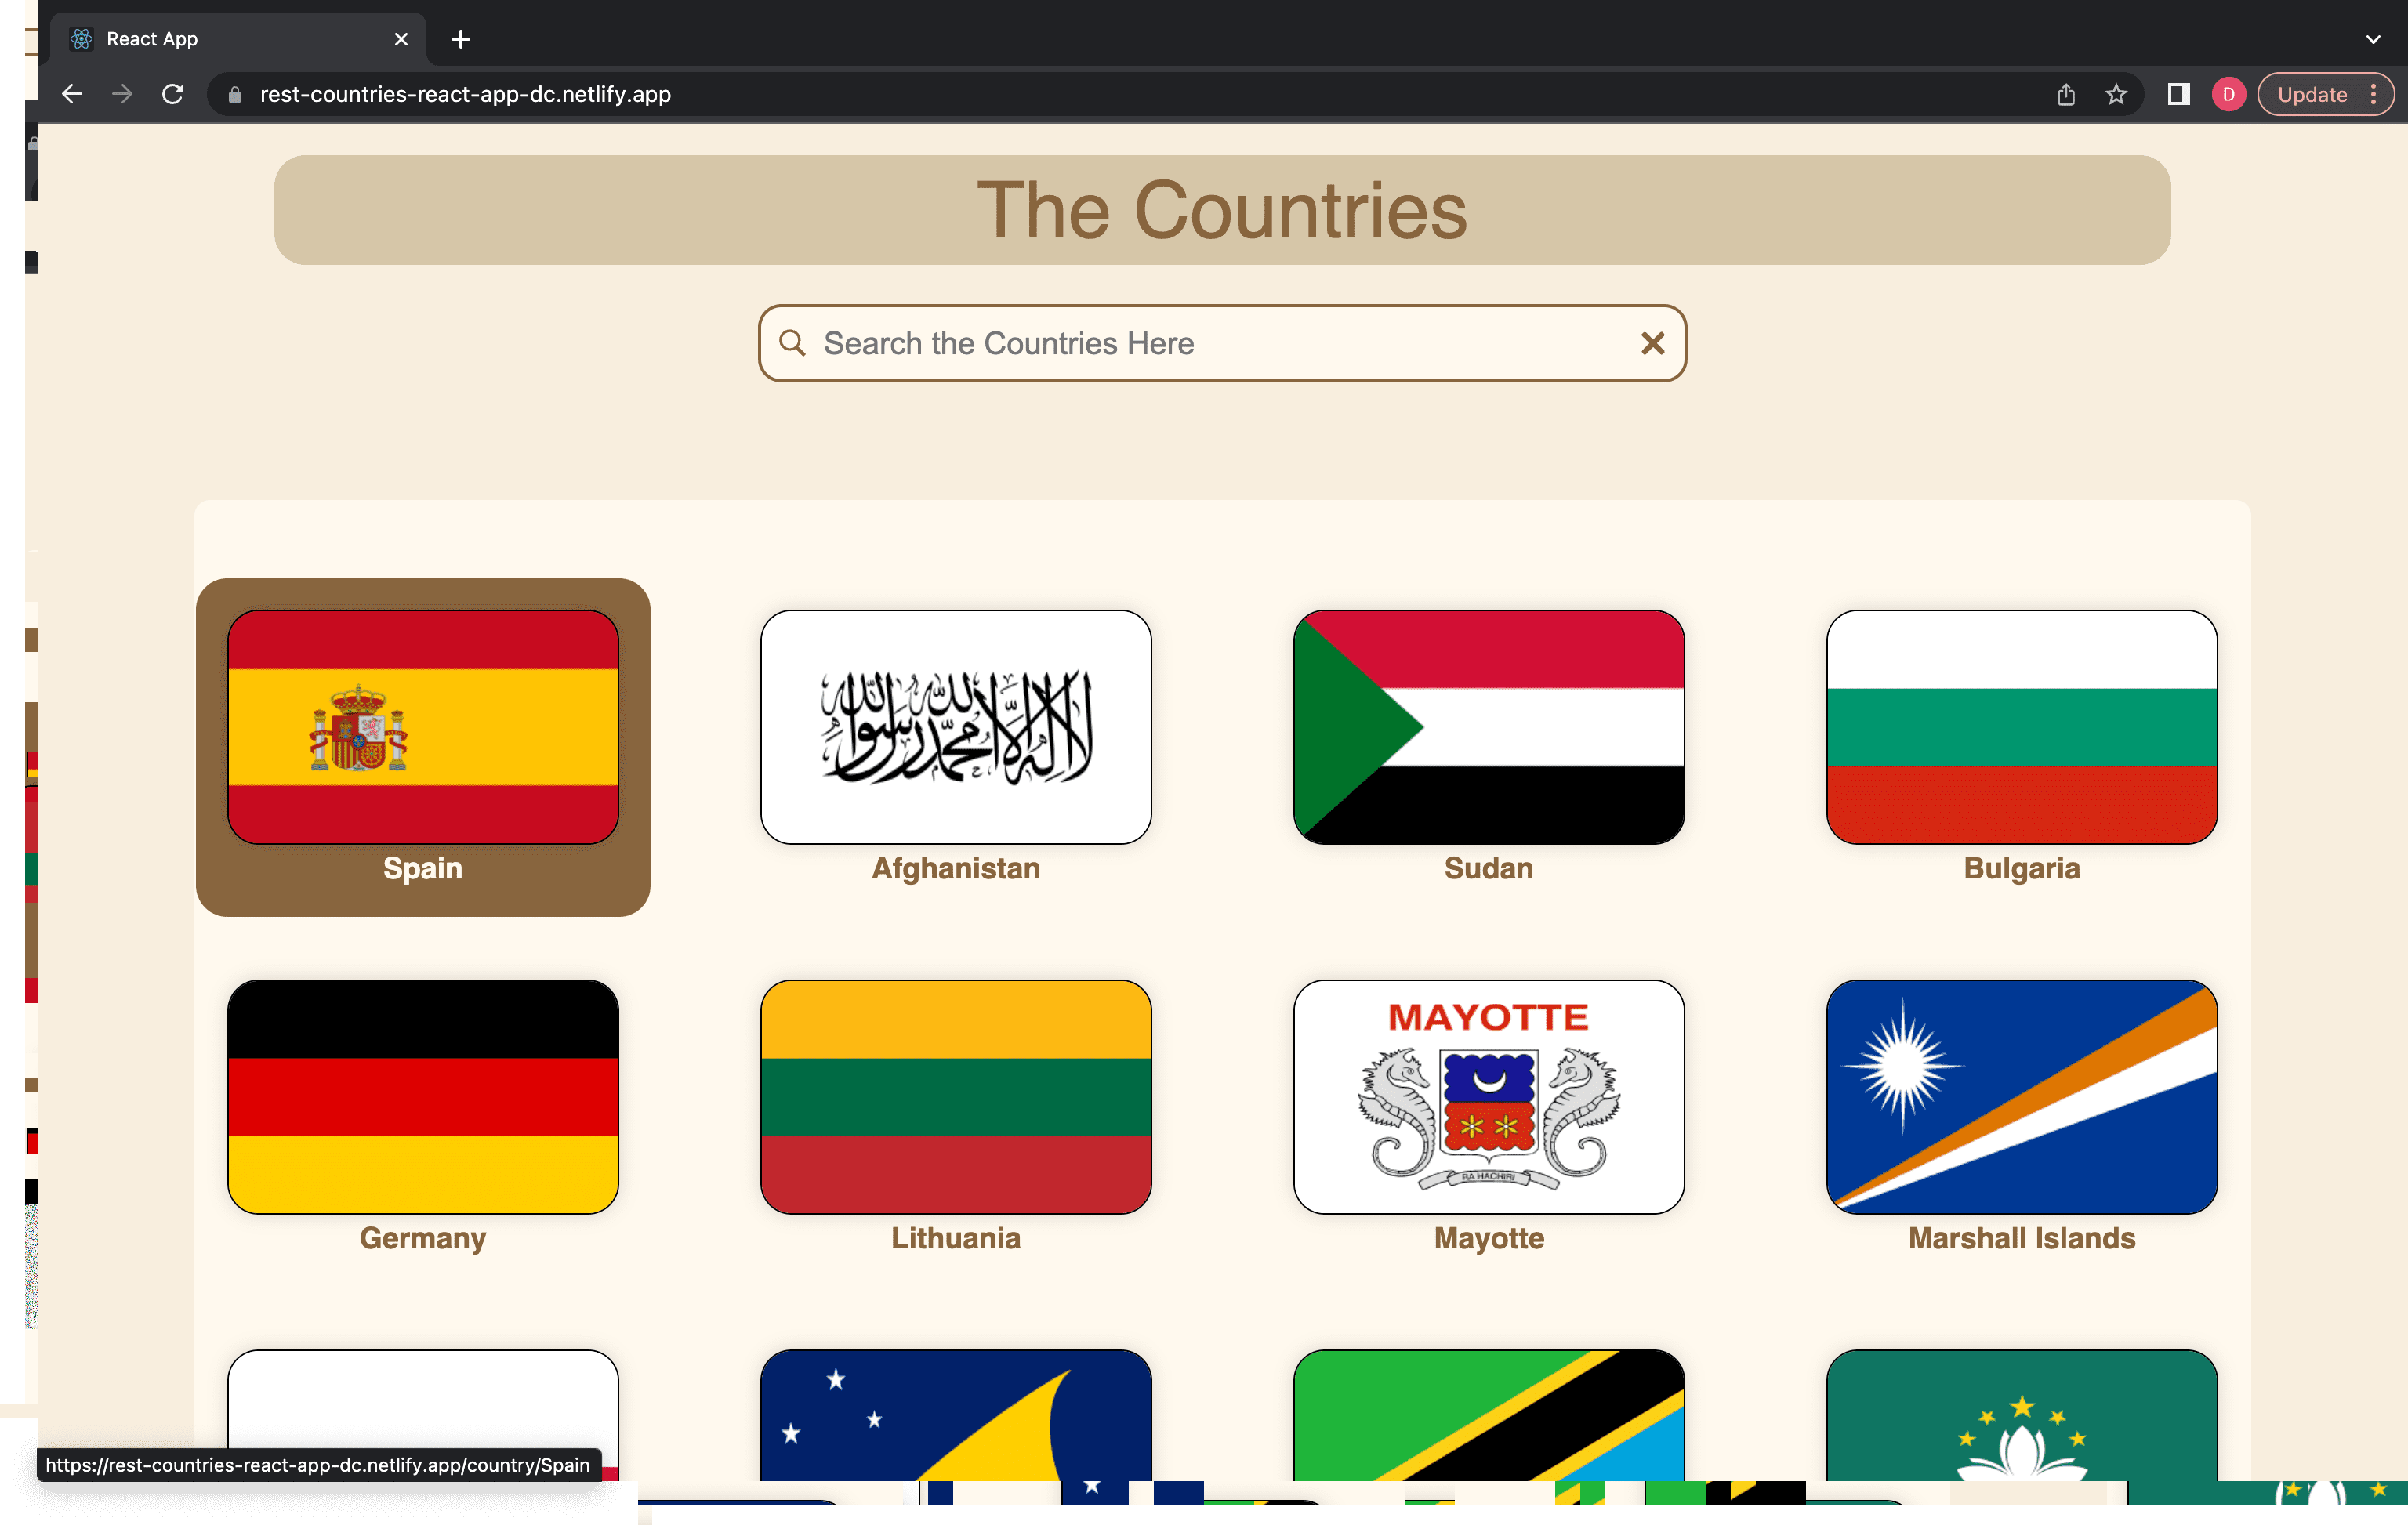 React App
rest-countries-react-app-dc.netlify.app
D
Update
The Countries
Search the Countries Here
لا إله إلا الله محمد رسول الله
Spain
Afghanistan
Sudan
Bulgaria
MAYOTTE
RA HACHIRI
Germany
Lithuania
Mayotte
Marshall Islands
https://rest-countries-react-app-dc.netlify.app/country/Spain